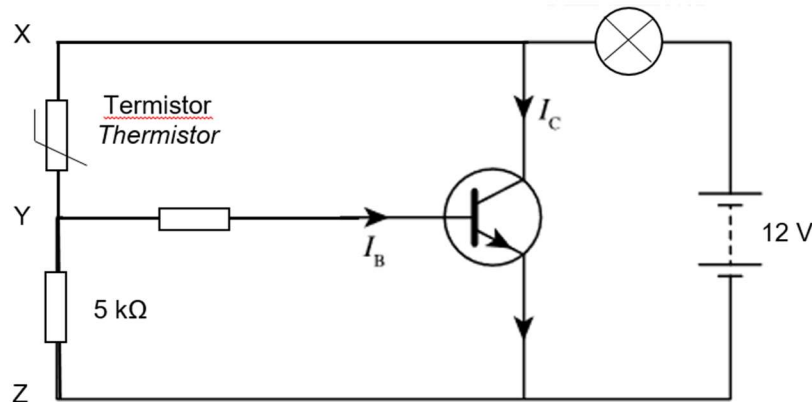 X
Termistor
Thermistor
I_C
Y
I_B
12 V
5 kΩ
Z